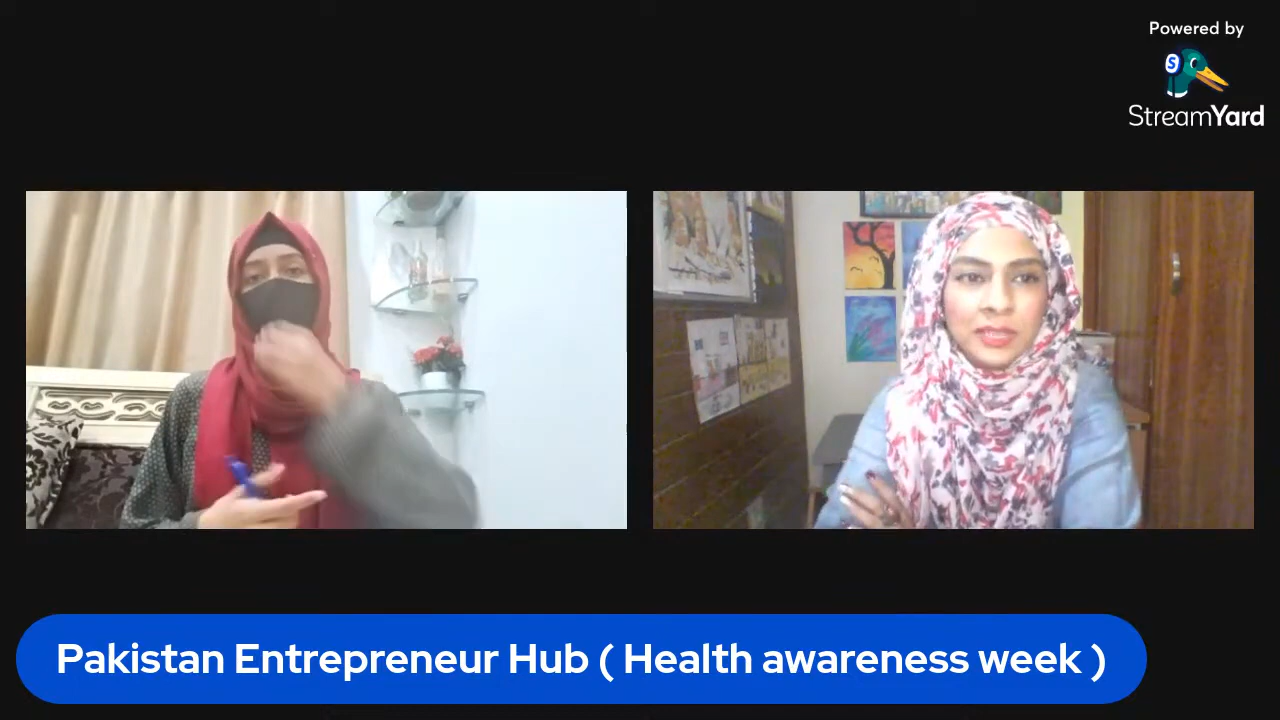 Powered by
S
StreamYard
Pakistan Entrepreneur Hub ( Health awareness week )